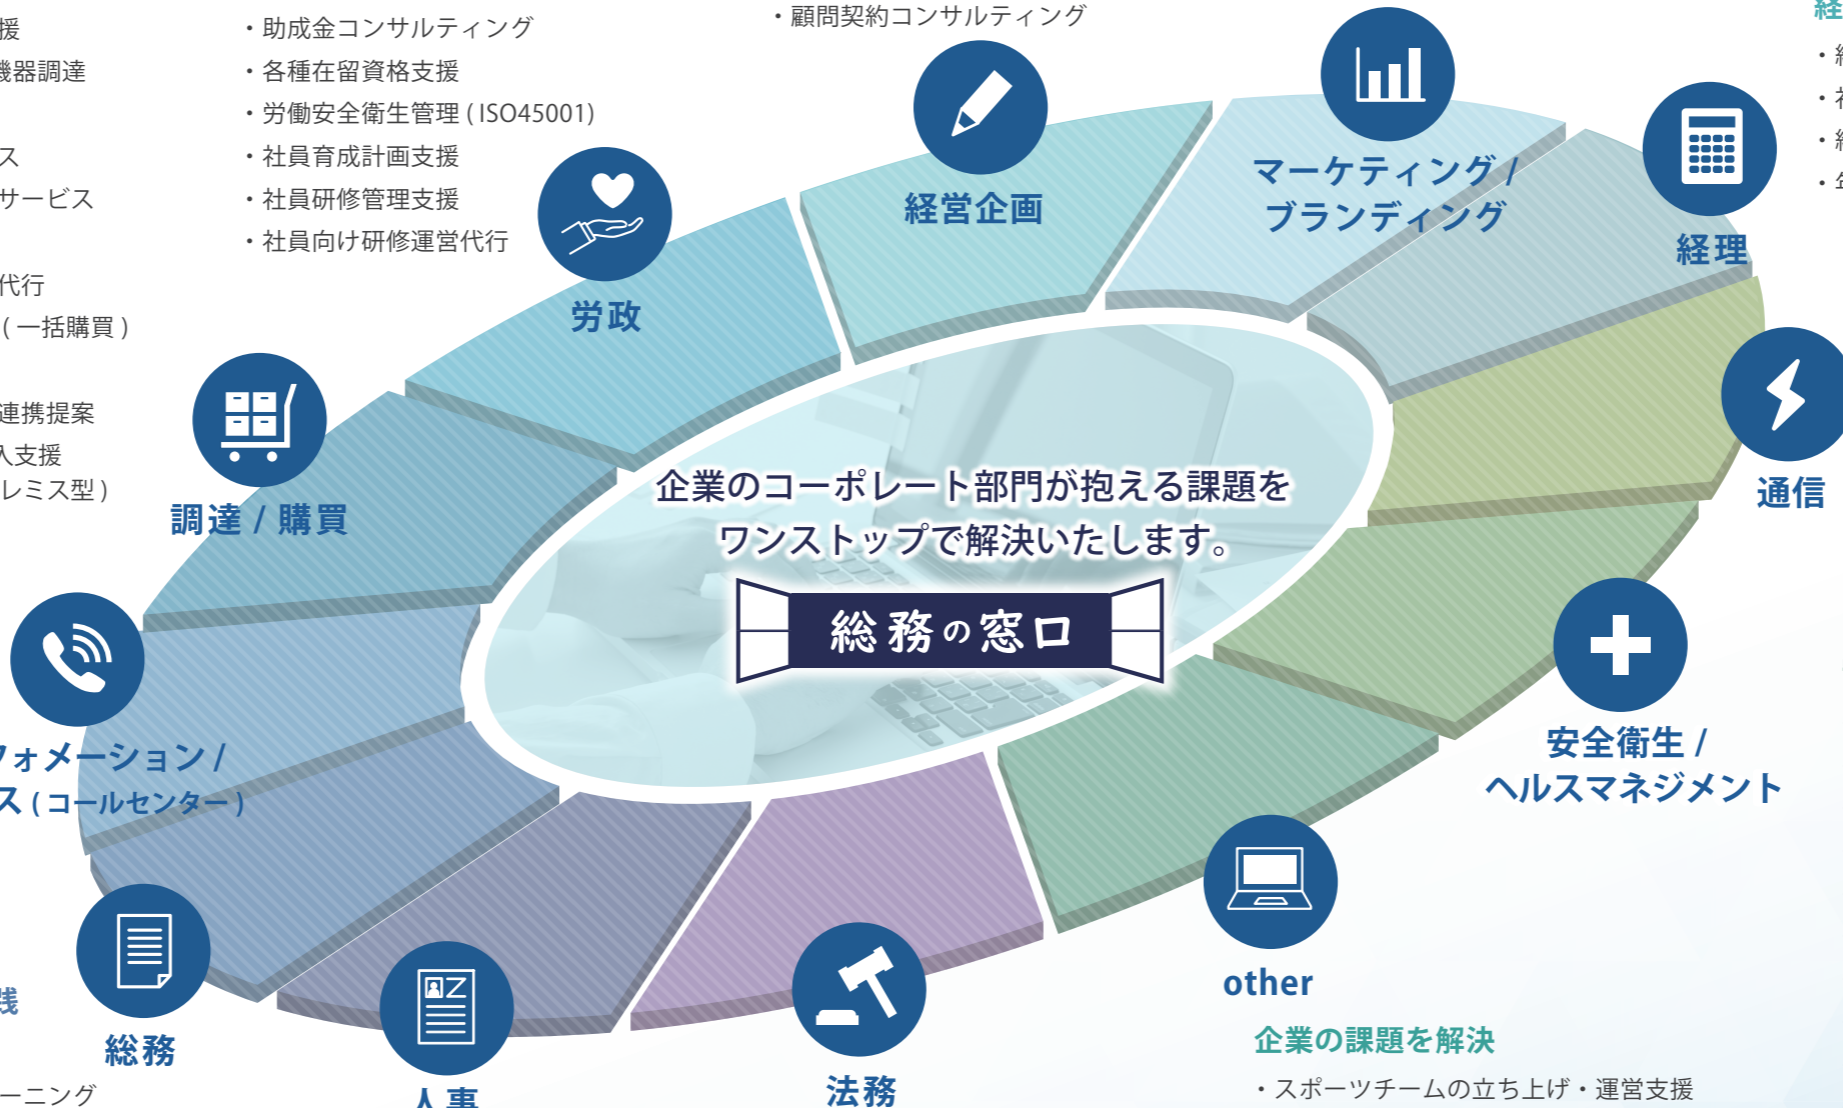 援
機器調達
ス
サービス
代行
( 一括購買 )
連携提案
入支援
レミス型 )
・助成金コンサルティング
・各種在留資格支援
・労働安全衛生管理 ( ISO45001)
・社員育成計画支援
・社員研修管理支援
・社員向け研修運営代行
・顧問契約コンサルティング
経営企画
マーケティング /
ブランディング
経理
労政
調達 / 購買
通信
企業のコーポレート部門が抱える課題を
ワンストップで解決いたします。
総務の窓口
フォメーション /
ス ( コールセンター )
安全衛生 /
ヘルスマネジメント
総務
人事
法務
other
企業の課題を解決
・スポーツチームの立ち上げ・運営支援
践
ーニング
経